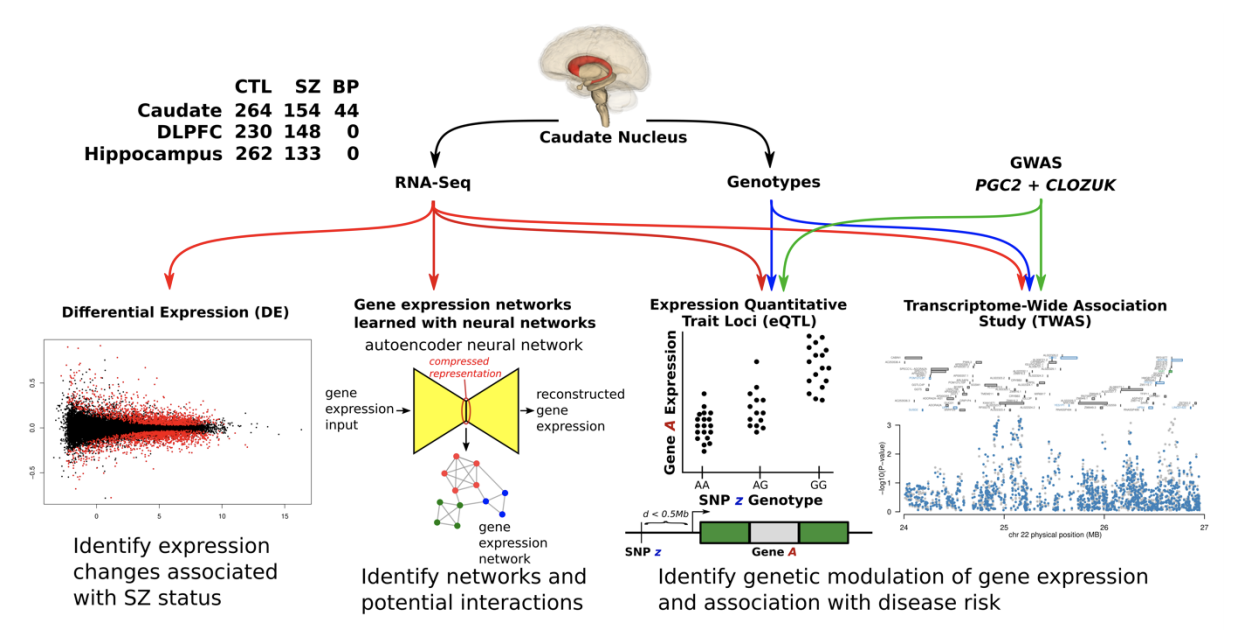 CTL SZ BP
Caudate 264 154 44
DLPFC 230 148 0
Hippocampus 262 133 0
Caudate Nucleus
RNA-Seq
Genotypes
GWAS
PGC2 + CLOZUK
Differential Expression (DE)
0.5
0.0
-0.5
0 5 10 15
Identify expression
changes associated
with SZ status
Gene expression networks
learned with neural networks
autoencoder neural network
compressed
representation
gene
expression
input
reconstructed
gene
expression
gene
expression
network
Identify networks and
potential interactions
Expression Quantitative
Trait Loci (eQTL)
Gene A Expression
AA AG GG
SNP z Genotype
d < 0.5Mb
SNP z
Gene A
Transcriptome-Wide Association
Study (TWAS)
−log10(P−value)
3
2
1
0
24 25 26 27
chr 22 physical position (MB)
Identify genetic modulation of gene expression
and association with disease risk